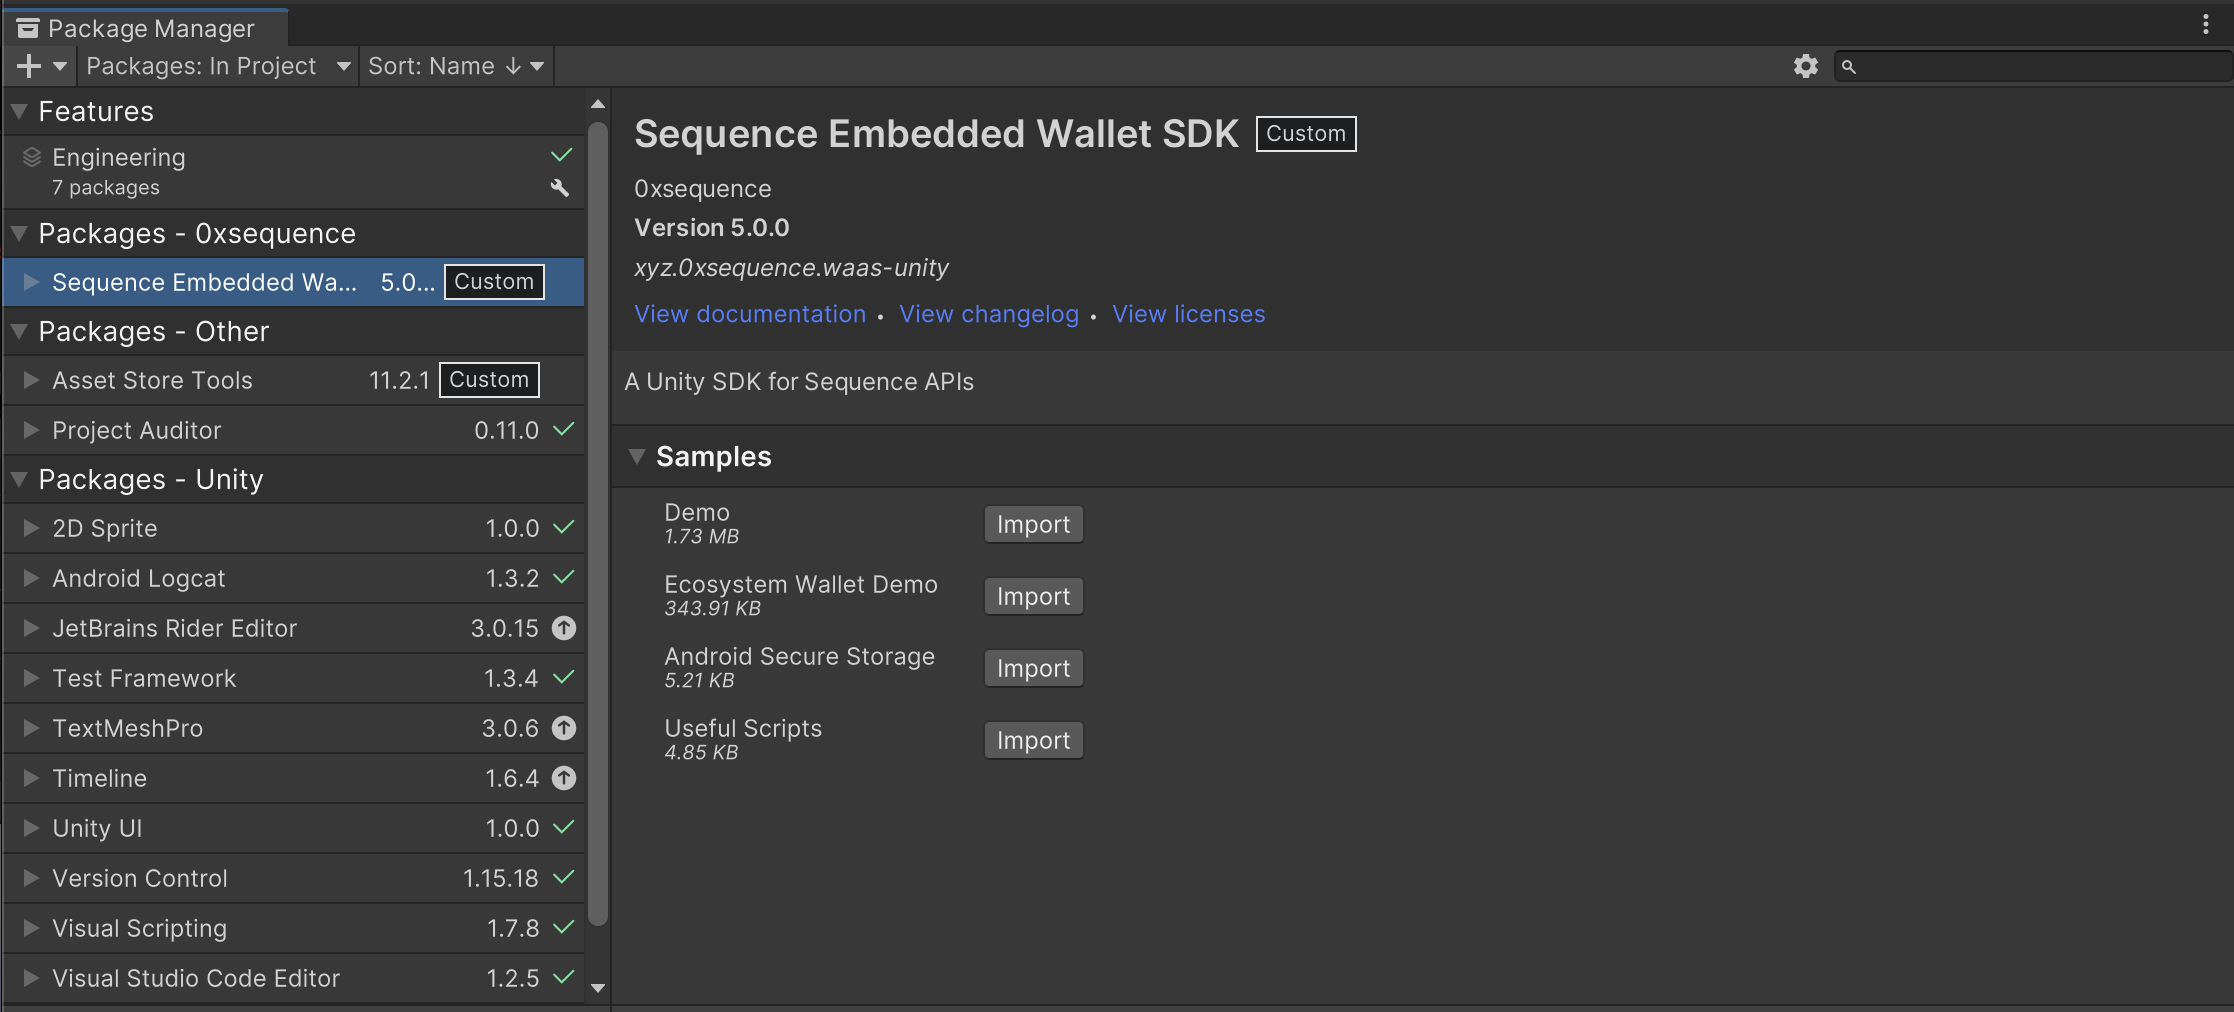 Package Manager
Packages: In Project
Sort: Name ↓
Features
Engineering
7 packages
Packages - 0xsequence
Sequence Embedded Wa... 5.0... Custom
Packages - Other
Asset Store Tools 11.2.1 Custom
Project Auditor 0.11.0
Packages - Unity
2D Sprite 1.0.0
Android Logcat 1.3.2
JetBrains Rider Editor 3.0.15
Test Framework 1.3.4
TextMeshPro 3.0.6
Timeline 1.6.4
Unity UI 1.0.0
Version Control 1.15.18
Visual Scripting 1.7.8
Visual Studio Code Editor 1.2.5
Sequence Embedded Wallet SDK Custom
0xsequence
Version 5.0.0
xyz.0xsequence.waas-unity
View documentation • View changelog • View licenses
A Unity SDK for Sequence APIs
Samples
Demo Import
1.73 MB
Ecosystem Wallet Demo Import
343.91 KB
Android Secure Storage Import
5.21 KB
Useful Scripts Import
4.85 KB